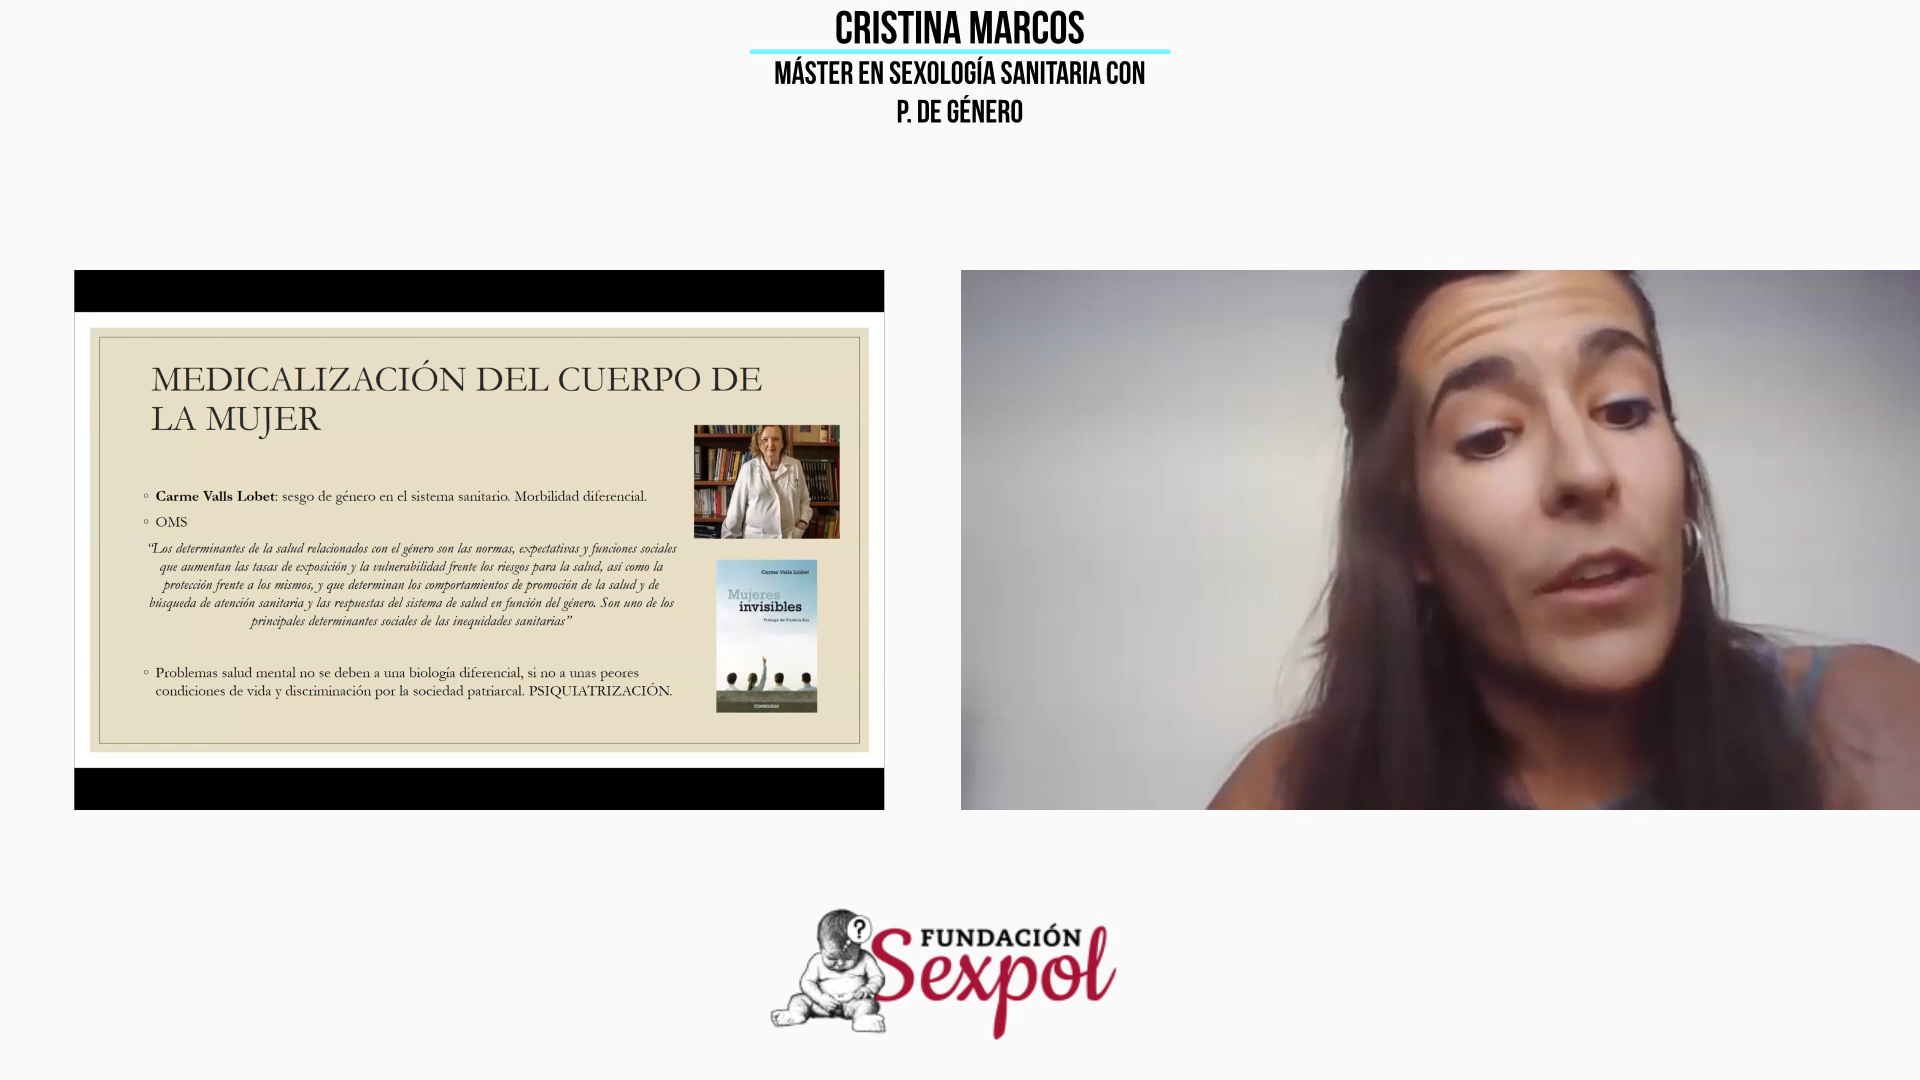 CRISTINA MARCOS
MÁSTER EN SEXOLOGÍA SANITARIA CON
P. DE GÉNERO
MEDICALIZACIÓN DEL CUERPO DE
LA MUJER
◦ Carme Valls Lobet: sesgo de género en el sistema sanitario. Morbilidad diferencial.
◦ OMS
“Los determinantes de la salud relacionados con el género son las normas, expectativas y funciones sociales
que aumentan las tasas de exposición y la vulnerabilidad frente los riesgos para la salud, así como la
protección frente a los mismos, y que determinan los comportamientos de promoción de la salud y de
búsqueda de atención sanitaria y las respuestas del sistema de salud en función del género. Son uno de los
principales determinantes sociales de las inequidades sanitarias”
◦ Problemas salud mental no se deben a una biología diferencial, si no a unas peores
condiciones de vida y discriminación por la sociedad patriarcal. PSIQUIATRIZACIÓN.
Carme Valls Llobet
Mujeres
invisibles
Prólogo de Victòria Sau
?
FUNDACIÓN
Sexpol